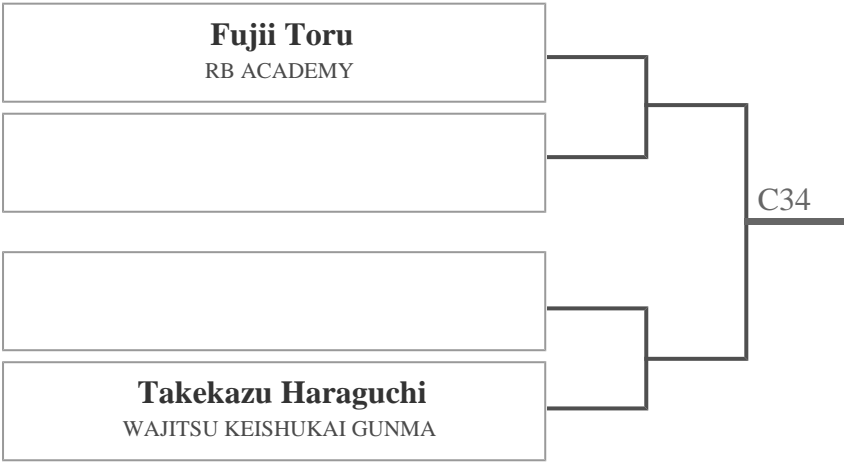 Fujii Toru
RB ACADEMY
C34
Takekazu Haraguchi
WAJITSU KEISHUKAI GUNMA